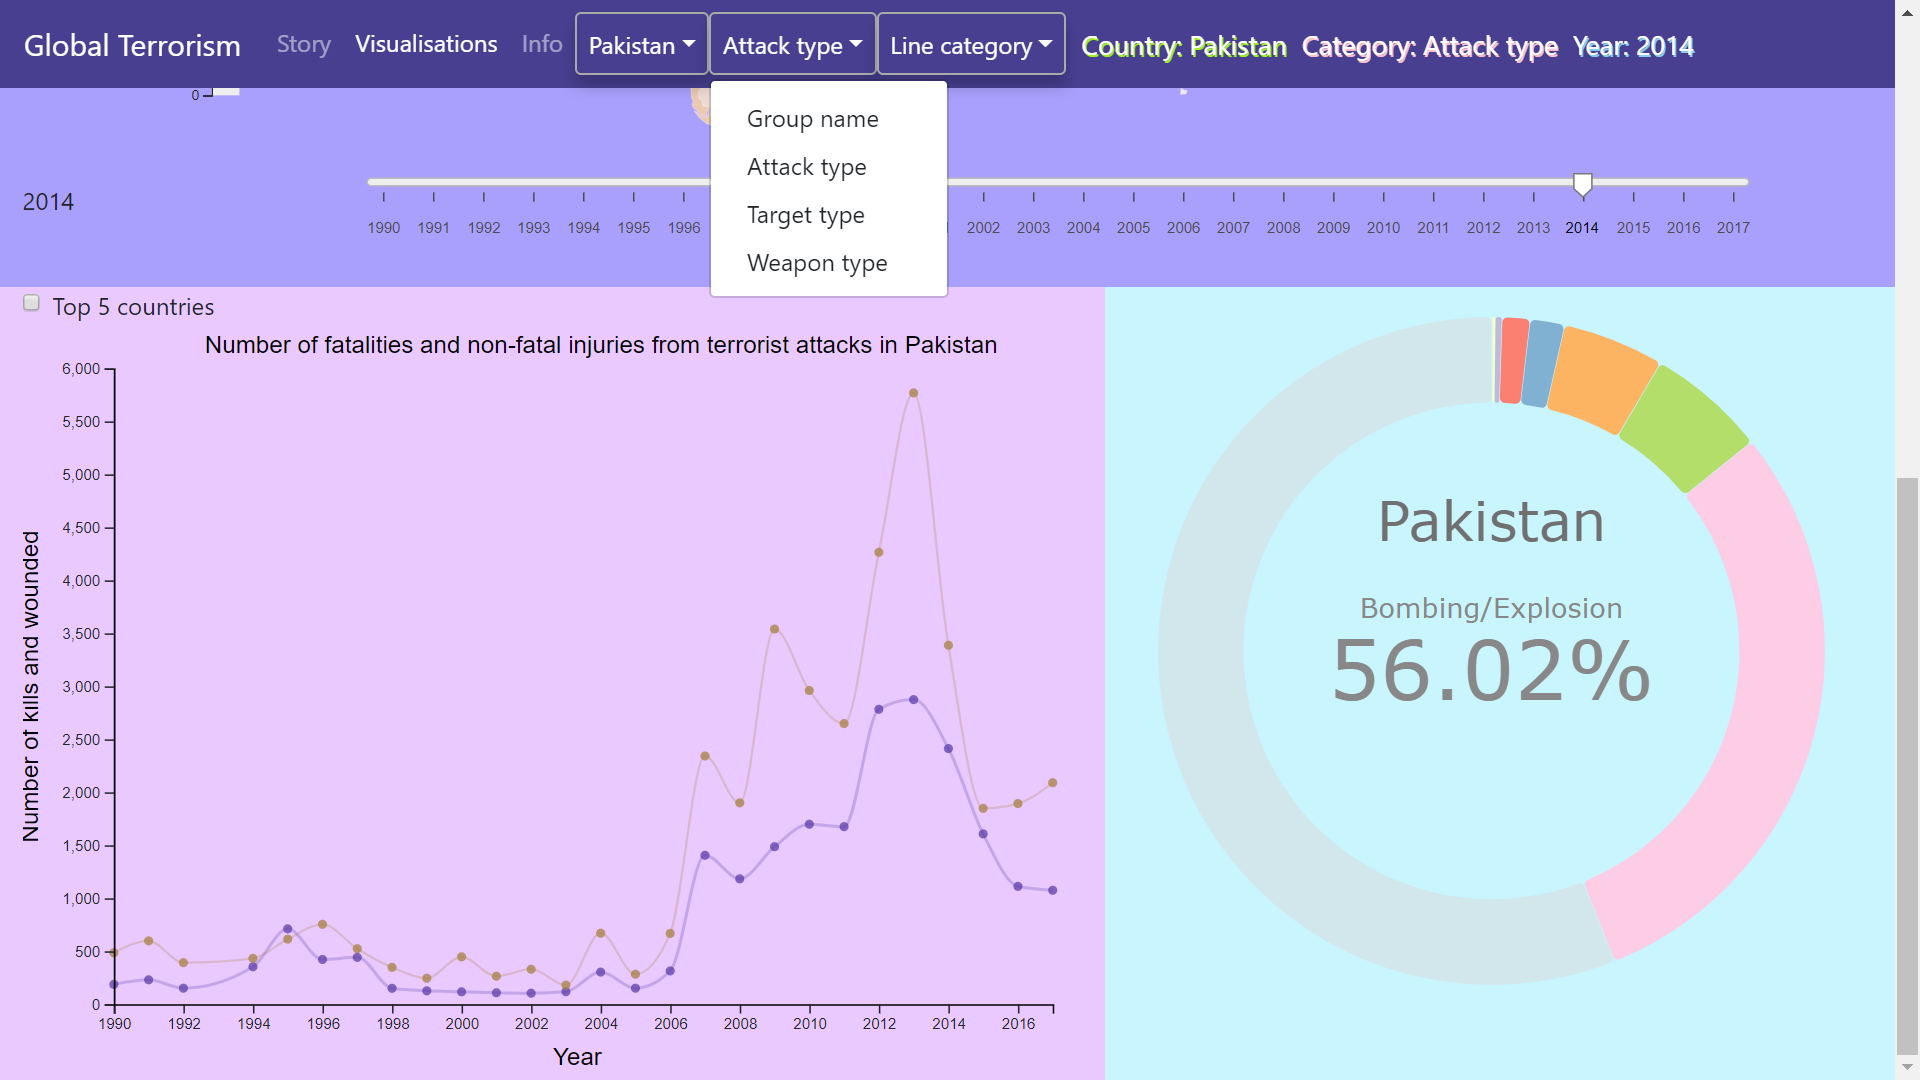 Global Terrorism Story Visualisations Info Pakistan Attack type Line category Country: Pakistan Category: Attack type Year: 2014
0
Group name
Attack type
Target type
Weapon type
2014
1990 1991 1992 1993 1994 1995 1996 2002 2003 2004 2005 2006 2007 2008 2009 2010 2011 2012 2013 2014 2015 2016 2017
Top 5 countries
Number of fatalities and non-fatal injuries from terrorist attacks in Pakistan
6,000
5,500
5,000
4,500
4,000
3,500
3,000
2,500
2,000
1,500
1,000
500
0
Number of kills and wounded
1990 1992 1994 1996 1998 2000 2002 2004 2006 2008 2010 2012 2014 2016
Year
Pakistan
Bombing/Explosion
56.02%